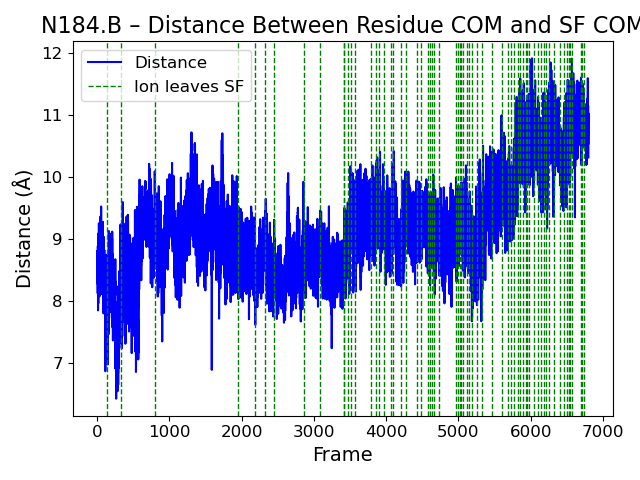 N184.B – Distance Between Residue COM and SF COM
Distance
Ion leaves SF
Distance (Å)
12
11
10
9
8
7
0 1000 2000 3000 4000 5000 6000 7000
Frame